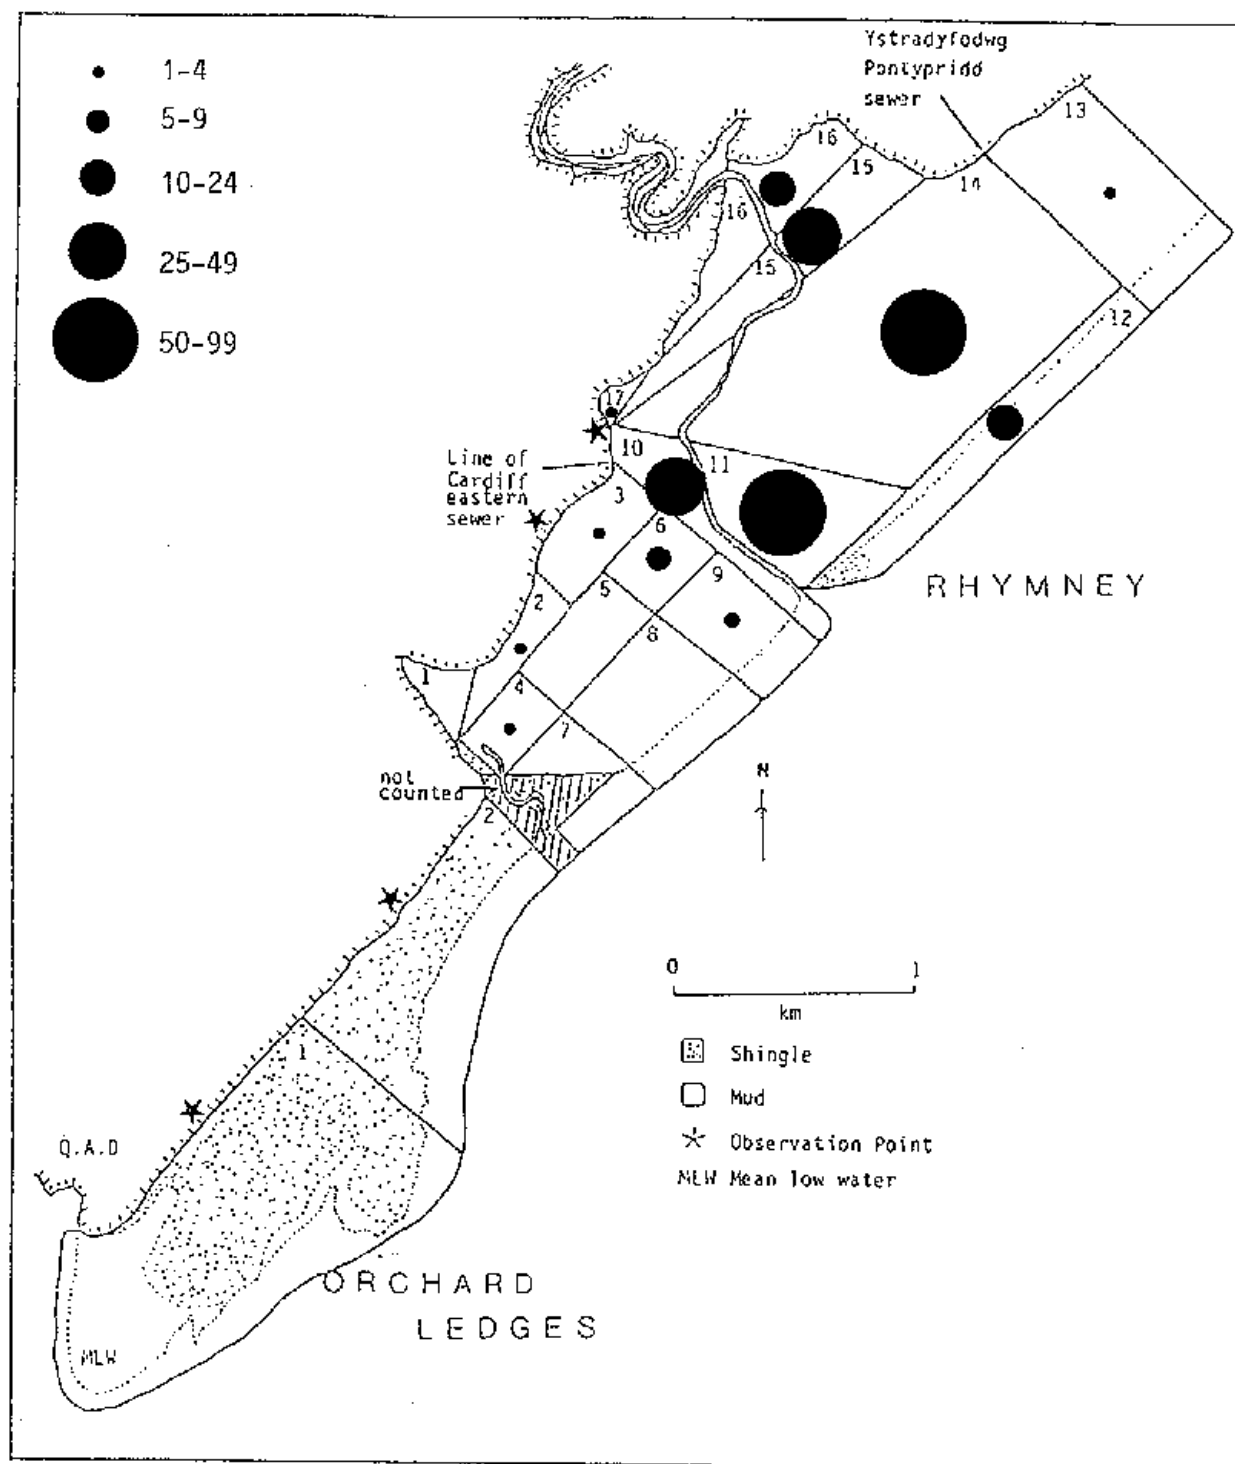 1-4
5-9
10-24
25-49
50-99
Ystradyfodwg
Pontypridd
sewer
13
16
15
14
16
15
12
17
10
11
Line of
Cardiff
eastern
sewer
3
6
9
5
2
8
RHYMNEY
1
4
7
not
counted
2
N
0 1
km
1
Shingle
Mud
Observation Point
MLW Mean low water
Q.A.D
ORCHARD
LEDGES
MLW